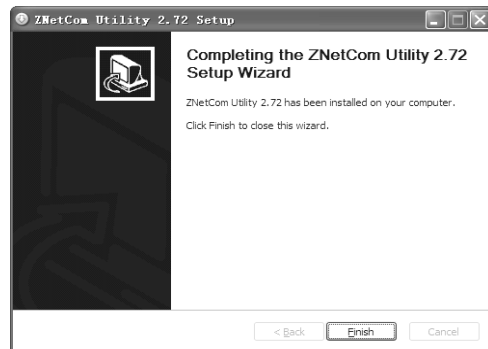 ZNetCom Utility 2.72 Setup
Completing the ZNetCom Utility 2.72
Setup Wizard
ZNetCom Utility 2.72 has been installed on your computer.
Click Finish to close this wizard.
< Back
Finish
Cancel